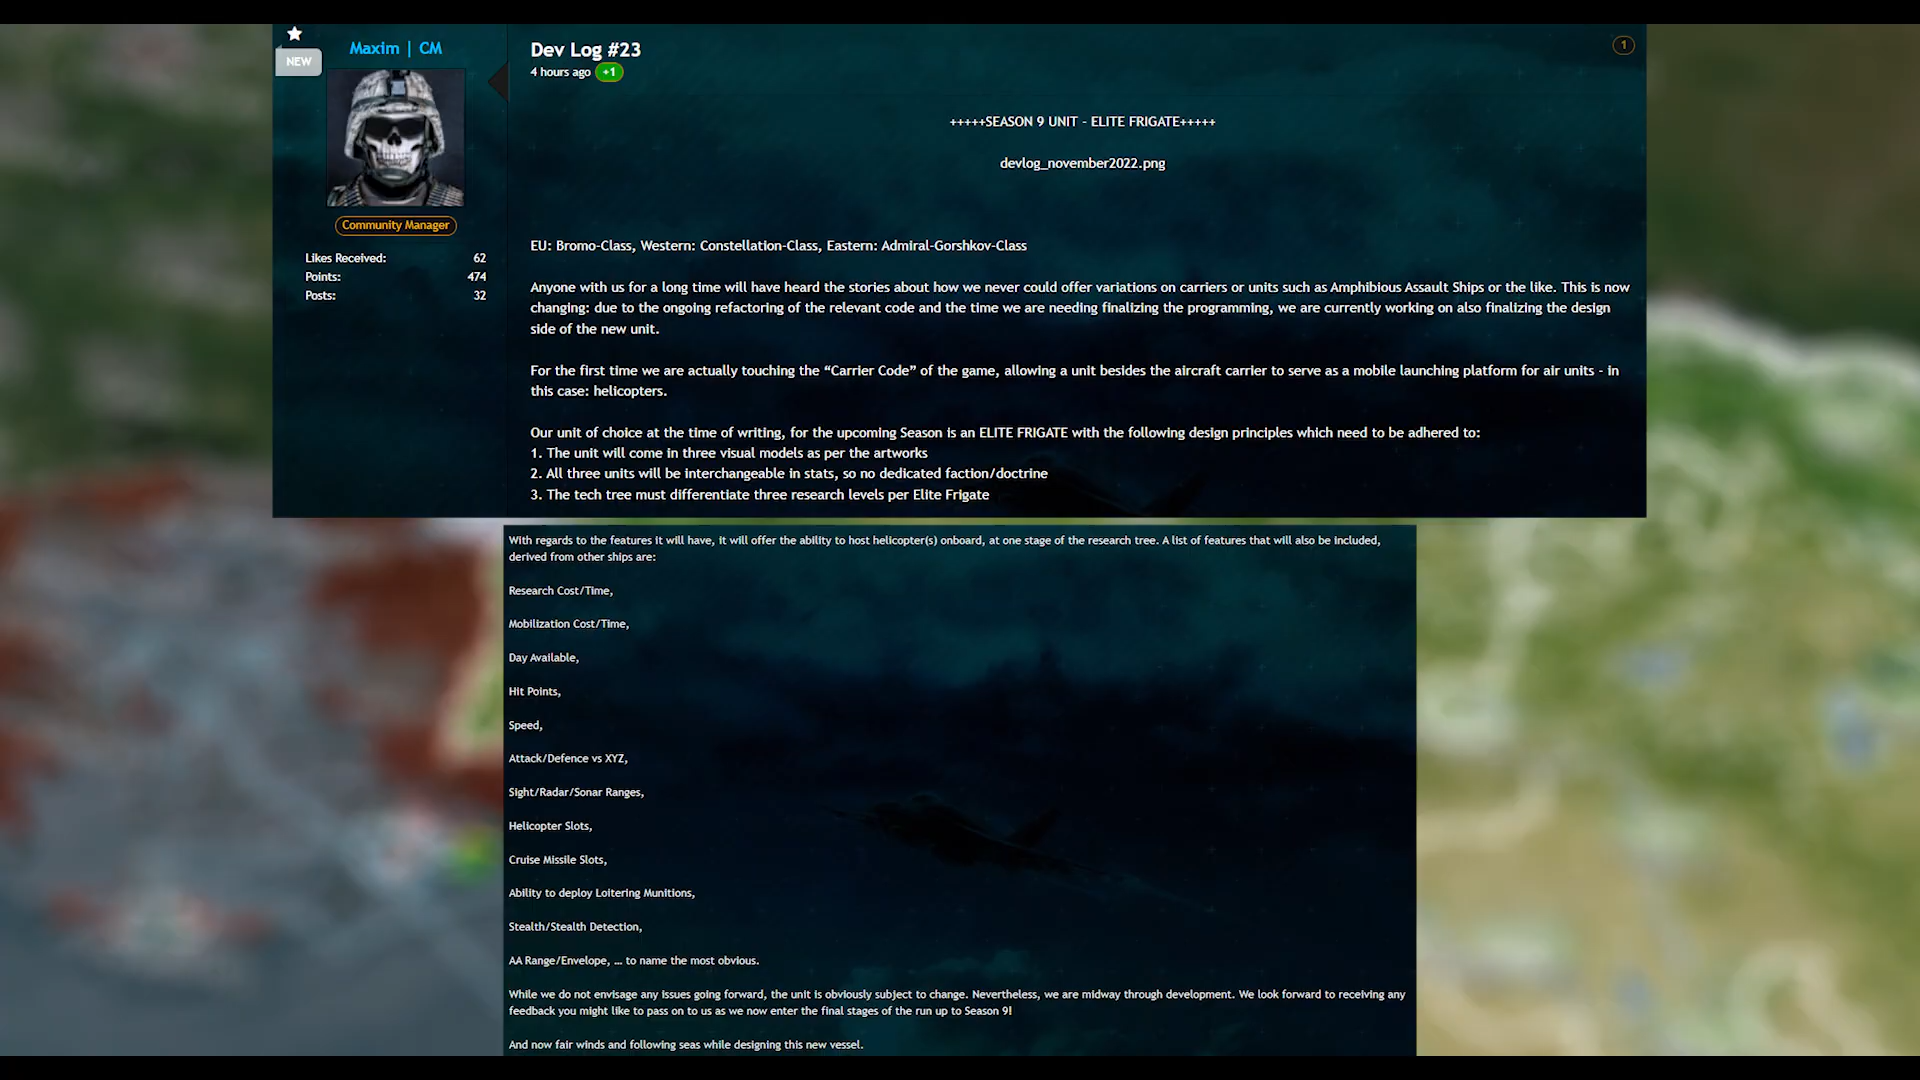 Maxim | CM
NEW
Community Manager
Likes Received: 62
Points: 474
Posts: 32
Dev Log #23
4 hours ago +1
1
+++++SEASON 9 UNIT - ELITE FRIGATE+++++
devlog_november2022.png
EU: Bromo-Class, Western: Constellation-Class, Eastern: Admiral-Gorshkov-Class
Anyone with us for a long time will have heard the stories about how we never could offer variations on carriers or units such as Amphibious Assault Ships or the like. This is now
changing: due to the ongoing refactoring of the relevant code and the time we are needing finalizing the programming, we are currently working on also finalizing the design
side of the new unit.
For the first time we are actually touching the “Carrier Code” of the game, allowing a unit besides the aircraft carrier to serve as a mobile launching platform for air units - in
this case: helicopters.
Our unit of choice at the time of writing, for the upcoming Season is an ELITE FRIGATE with the following design principles which need to be adhered to:
1. The unit will come in three visual models as per the artworks
2. All three units will be interchangeable in stats, so no dedicated faction/doctrine
3. The tech tree must differentiate three research levels per Elite Frigate
With regards to the features it will have, it will offer the ability to host helicopter(s) onboard, at one stage of the research tree. A list of features that will also be included,
derived from other ships are:
Research Cost/Time,
Mobilization Cost/Time,
Day Available,
Hit Points,
Speed,
Attack/Defence vs XYZ,
Sight/Radar/Sonar Ranges,
Helicopter Slots,
Cruise Missile Slots,
Ability to deploy Loitering Munitions,
Stealth/Stealth Detection,
AA Range/Envelope, … to name the most obvious.
While we do not envisage any issues going forward, the unit is obviously subject to change. Nevertheless, we are midway through development. We look forward to receiving any
feedback you might like to pass on to us as we now enter the final stages of the run up to Season 9!
And now fair winds and following seas while designing this new vessel.